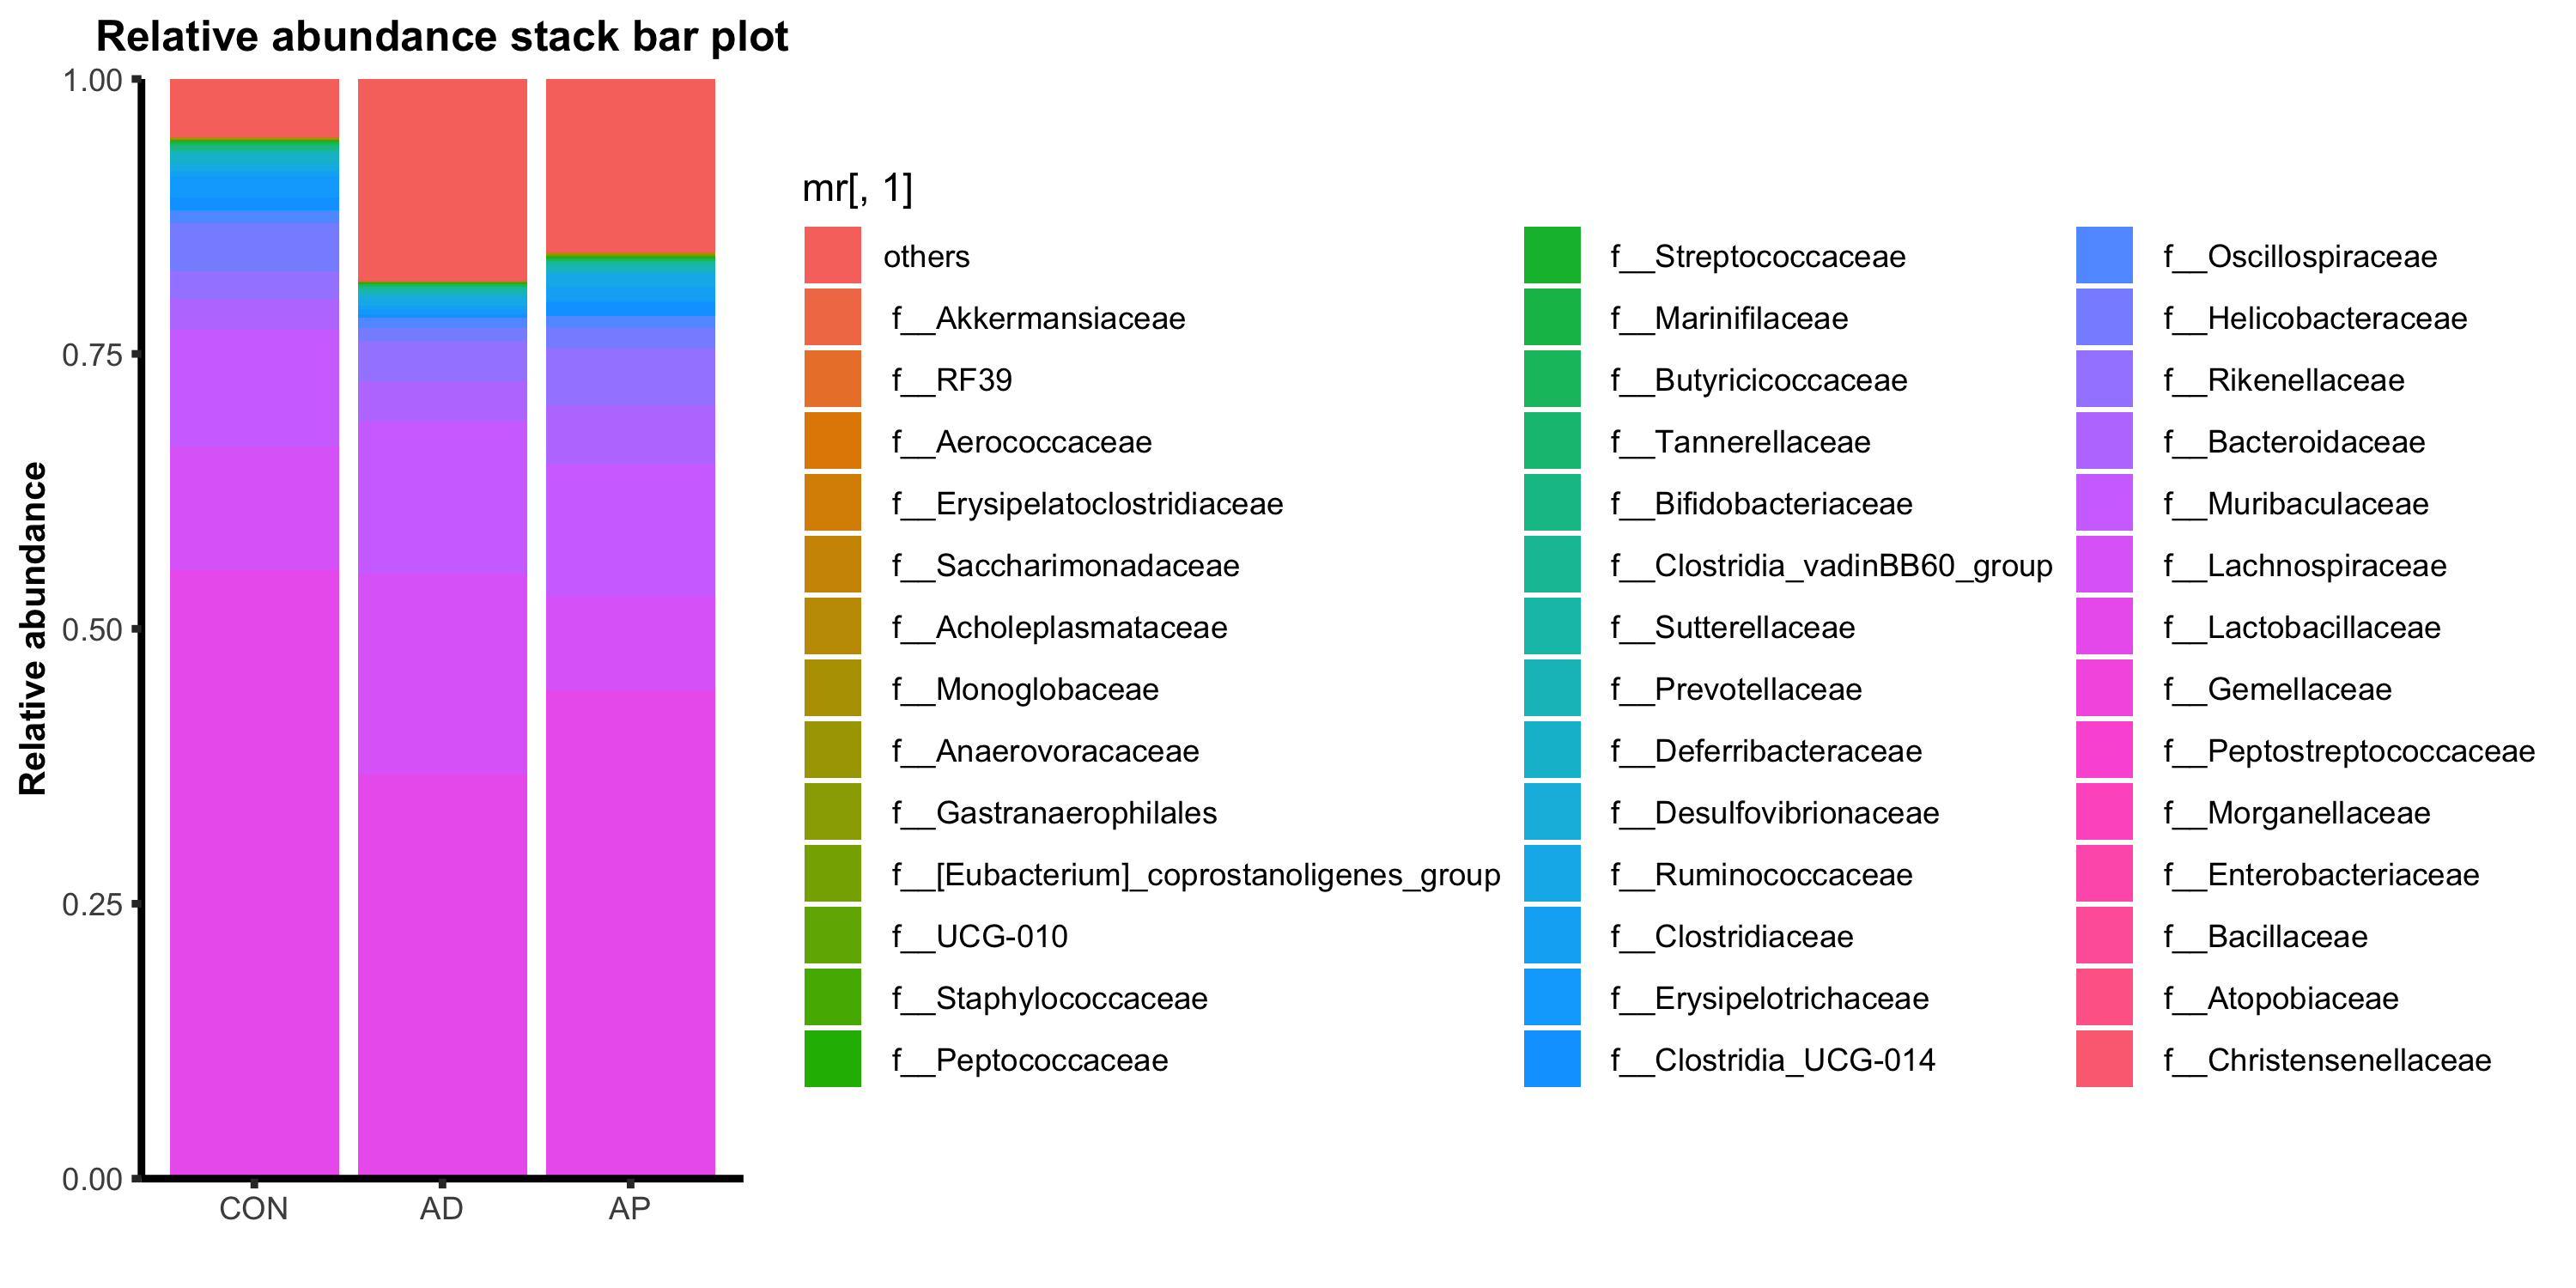 Relative abundance stack bar plot
Relative abundance
1.00
0.75
0.50
0.25
0.00
CON
AD
AP
mr[, 1]
others
f__Akkermansiaceae
f__RF39
f__Aerococcaceae
f__Erysipelatoclostridiaceae
f__Saccharimonadaceae
f__Acholeplasmataceae
f__Monoglobaceae
f__Anaerovoracaceae
f__Gastranaerophilales
f__[Eubacterium]_coprostanoligenes_group
f__UCG-010
f__Staphylococcaceae
f__Peptococcaceae
f__Streptococcaceae
f__Marinifilaceae
f__Butyricicoccaceae
f__Tannerellaceae
f__Bifidobacteriaceae
f__Clostridia_vadinBB60_group
f__Sutterellaceae
f__Prevotellaceae
f__Deferribacteraceae
f__Desulfovibrionaceae
f__Ruminococcaceae
f__Clostridiaceae
f__Erysipelotrichaceae
f__Clostridia_UCG-014
f__Oscillospiraceae
f__Helicobacteraceae
f__Rikenellaceae
f__Bacteroidaceae
f__Muribaculaceae
f__Lachnospiraceae
f__Lactobacillaceae
f__Gemellaceae
f__Peptostreptococcaceae
f__Morganellaceae
f__Enterobacteriaceae
f__Bacillaceae
f__Atopobiaceae
f__Christensenellaceae